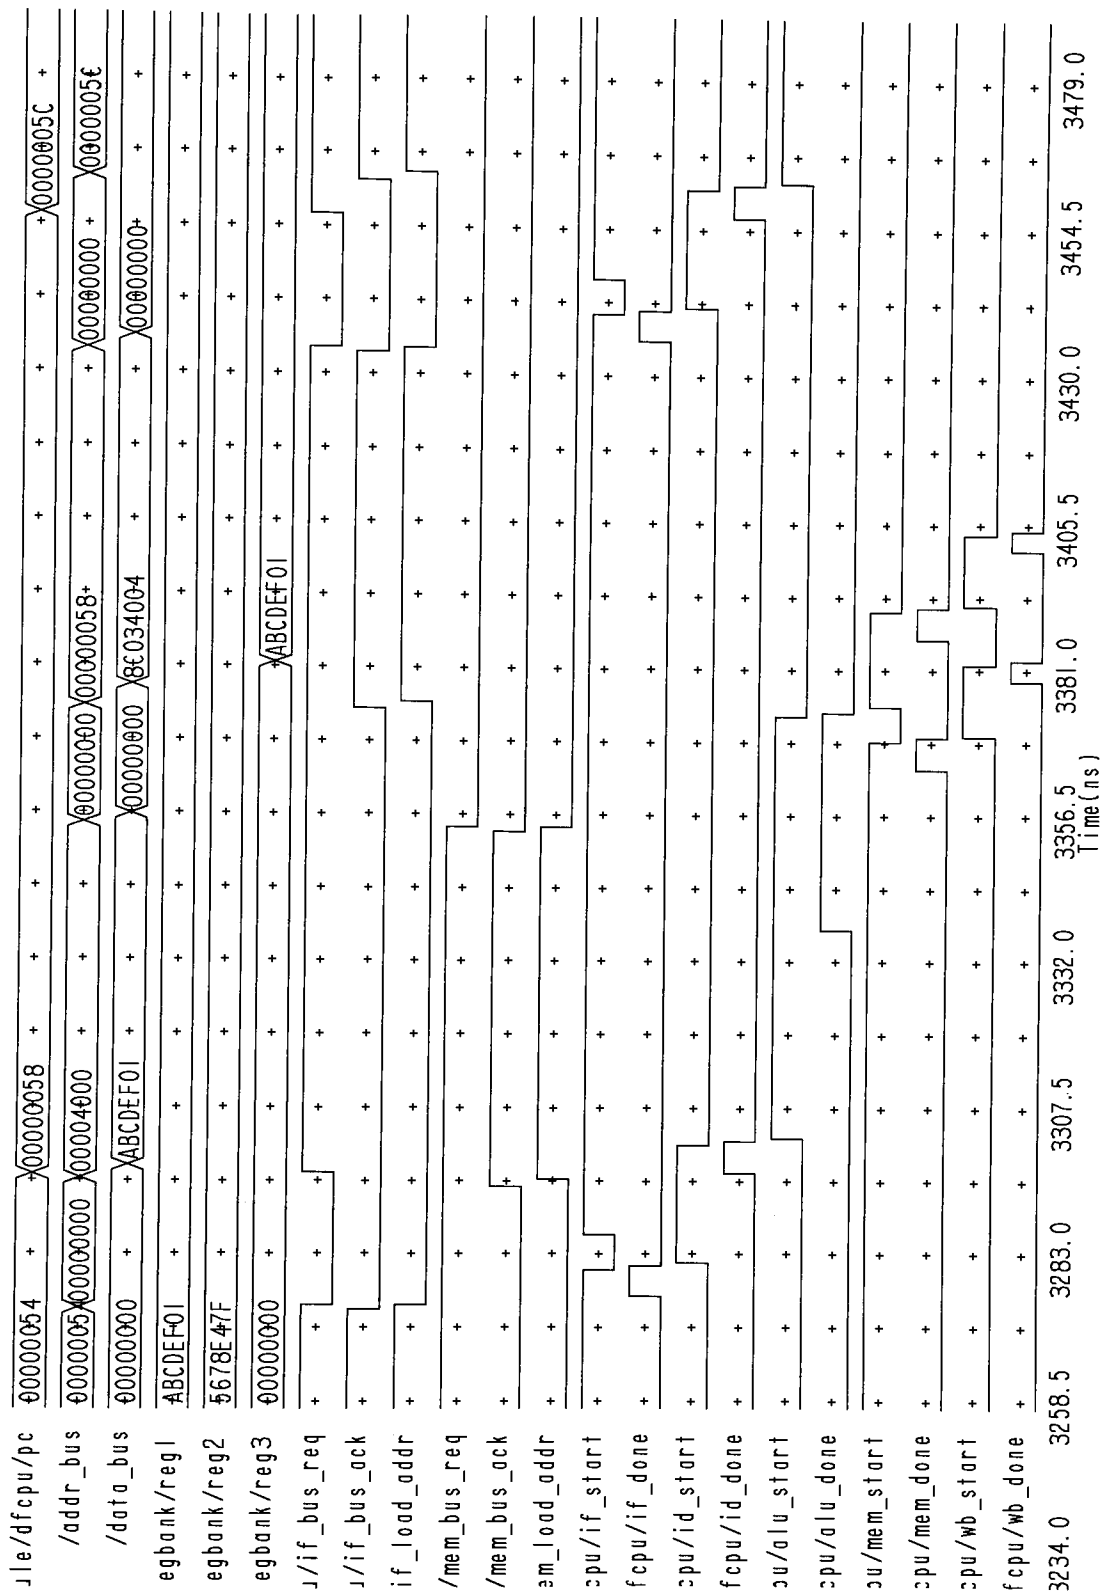 ule/dfcpu/pc 00000054 00000058 0000005C
/addr_bus 00000054 00000000 00004000 00000000 00000058 00000000 0000005C
/data_bus 00000000 ABCDEF01 00000000 8C034004 00000000
egbank/reg1 ABCDEF01
egbank/reg2 5678E47F
egbank/reg3 00000000 ABCDEF01
u/if_bus_req
u/if_bus_ack
if_load_addr
/mem_bus_req
/mem_bus_ack
em_load_addr
cpu/if_start
fcpu/if_done
cpu/id_start
fcpu/id_done
pu/alu_start
cpu/alu_done
pu/mem_start
cpu/mem_done
cpu/wb_start
fcpu/wb_done
3234.0 3258.5 3283.0 3307.5 3332.0 3356.5 3381.0 3405.5 3430.0 3454.5 3479.0
Time(ns)